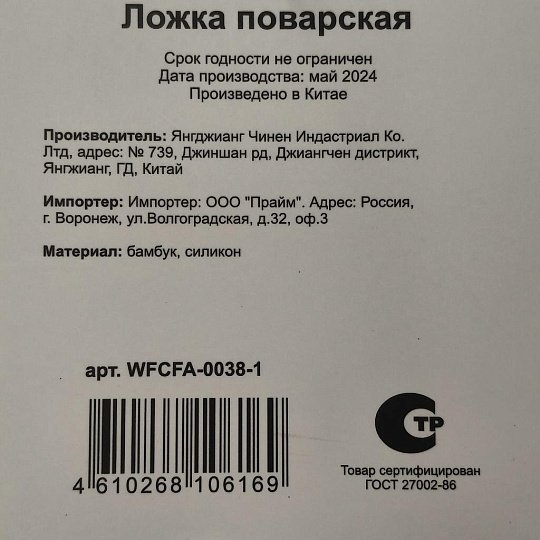 Ложка поварская
Срок годности не ограничен
Дата производства: май 2024
Произведено в Китае
Производитель: Янгджианг Чинен Индастриал Ко.
Лтд, адрес: № 739, Джиншан рд, Джиангчен дистрикт,
Янгжианг, ГД, Китай
Импортер: Импортер: ООО "Прайм". Адрес: Россия,
г. Воронеж, ул.Волгоградская, д.32, оф.3
Материал: бамбук, силикон
арт. WFCFA-0038-1
4 610268 106169
СТР
Товар сертифицирован
ГОСТ 27002-86